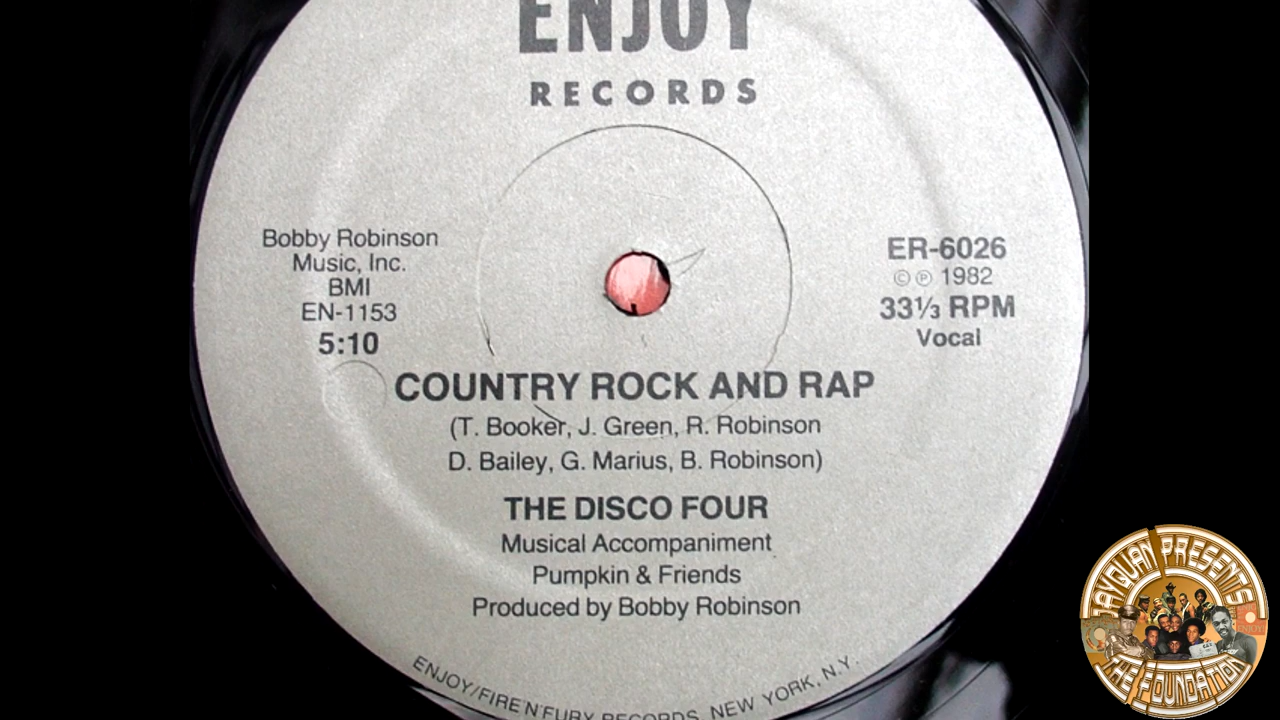 ENJOY
RECORDS
Bobby Robinson
Music, Inc.
BMI
EN-1153
5:10
ER-6026
© ℗ 1982
33⅓ RPM
Vocal
COUNTRY ROCK AND RAP
(T. Booker, J. Green, R. Robinson
D. Bailey, G. Marius, B. Robinson)
THE DISCO FOUR
Musical Accompaniment
Pumpkin & Friends
Produced by Bobby Robinson
ENJOY/FIRE'N'FURY RECORDS, NEW YORK, N.Y.
JAYQUAN PRESENTS
THE FOUNDATION